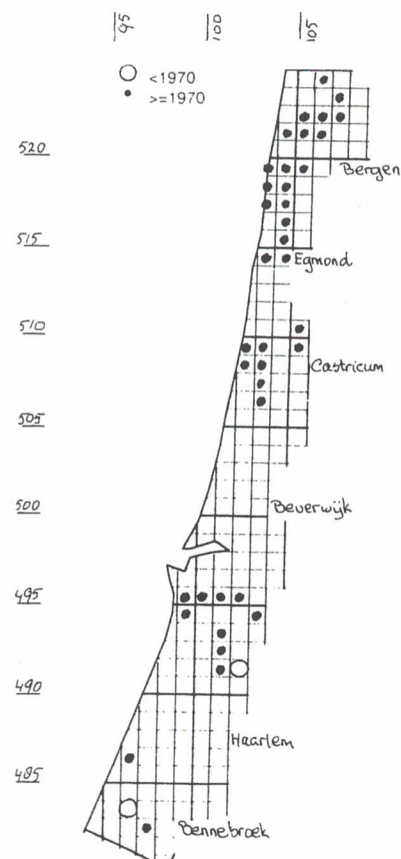 95 100 105
<1970
>=1970
520
Bergen
515
Egmond
510
Castricum
505
500
Beverwijk
495
490
Haarlem
485
Bennebroek